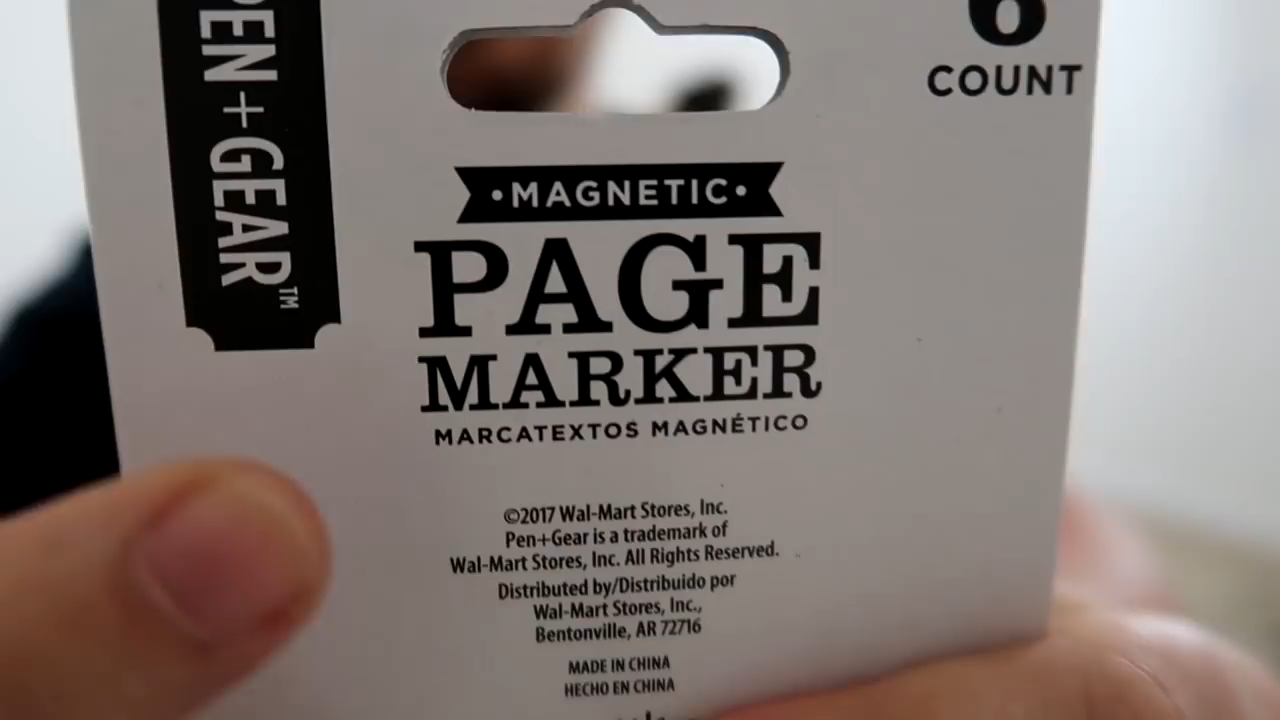 PEN+GEAR™
6
COUNT
•MAGNETIC•
PAGE
MARKER
MARCATEXTOS MAGNÉTICO
©2017 Wal-Mart Stores, Inc.
Pen+Gear is a trademark of
Wal-Mart Stores, Inc. All Rights Reserved.
Distributed by/Distribuido por
Wal-Mart Stores, Inc.,
Bentonville, AR 72716
MADE IN CHINA
HECHO EN CHINA